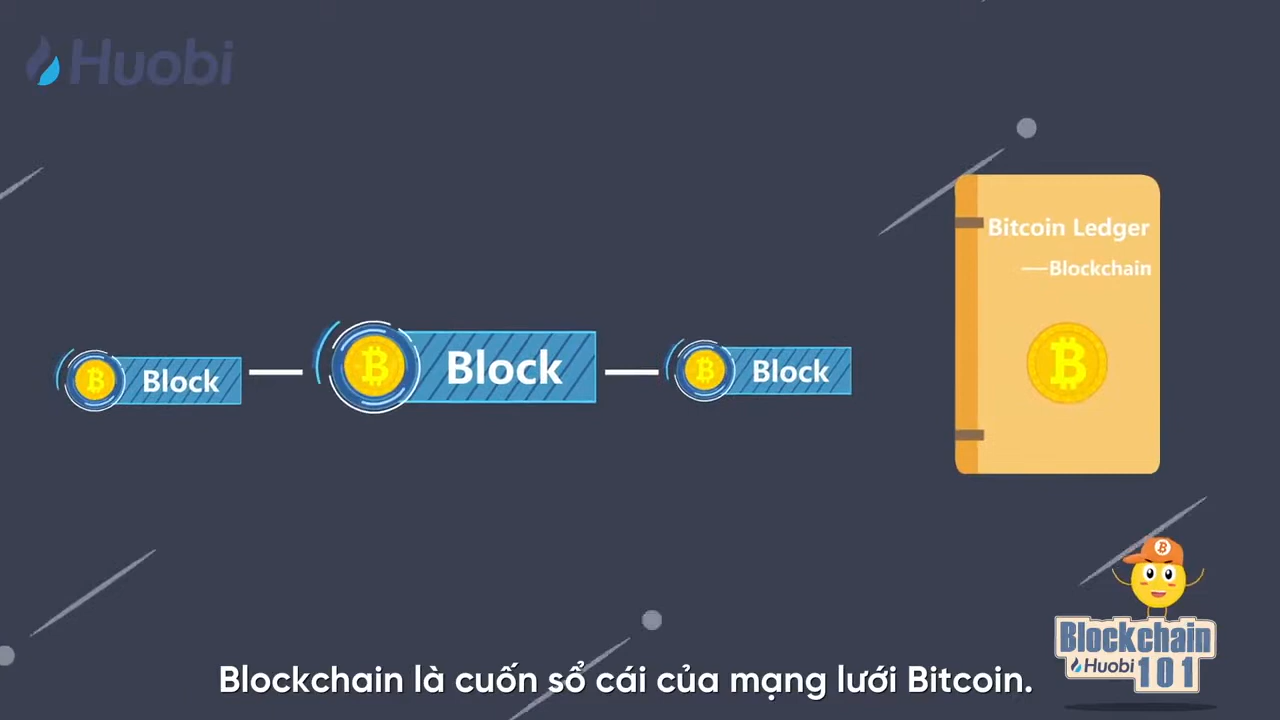 Huobi
Bitcoin Ledger
—Blockchain
Block
Block
Block
Blockchain
Huobi 101
Blockchain là cuốn sổ cái của mạng lưới Bitcoin.